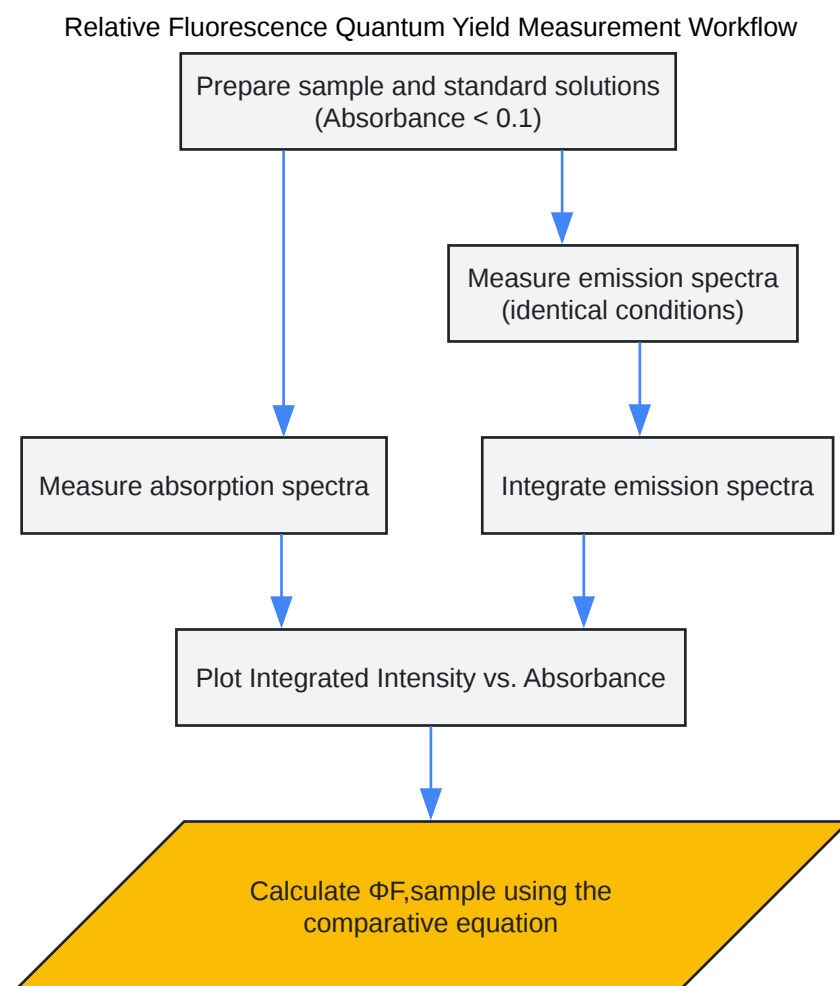 Relative Fluorescence Quantum Yield Measurement Workflow
Prepare sample and standard solutions
(Absorbance < 0.1)
Measure emission spectra
(identical conditions)
Measure absorption spectra
Integrate emission spectra
Plot Integrated Intensity vs. Absorbance
Calculate ΦF,sample using the
comparative equation